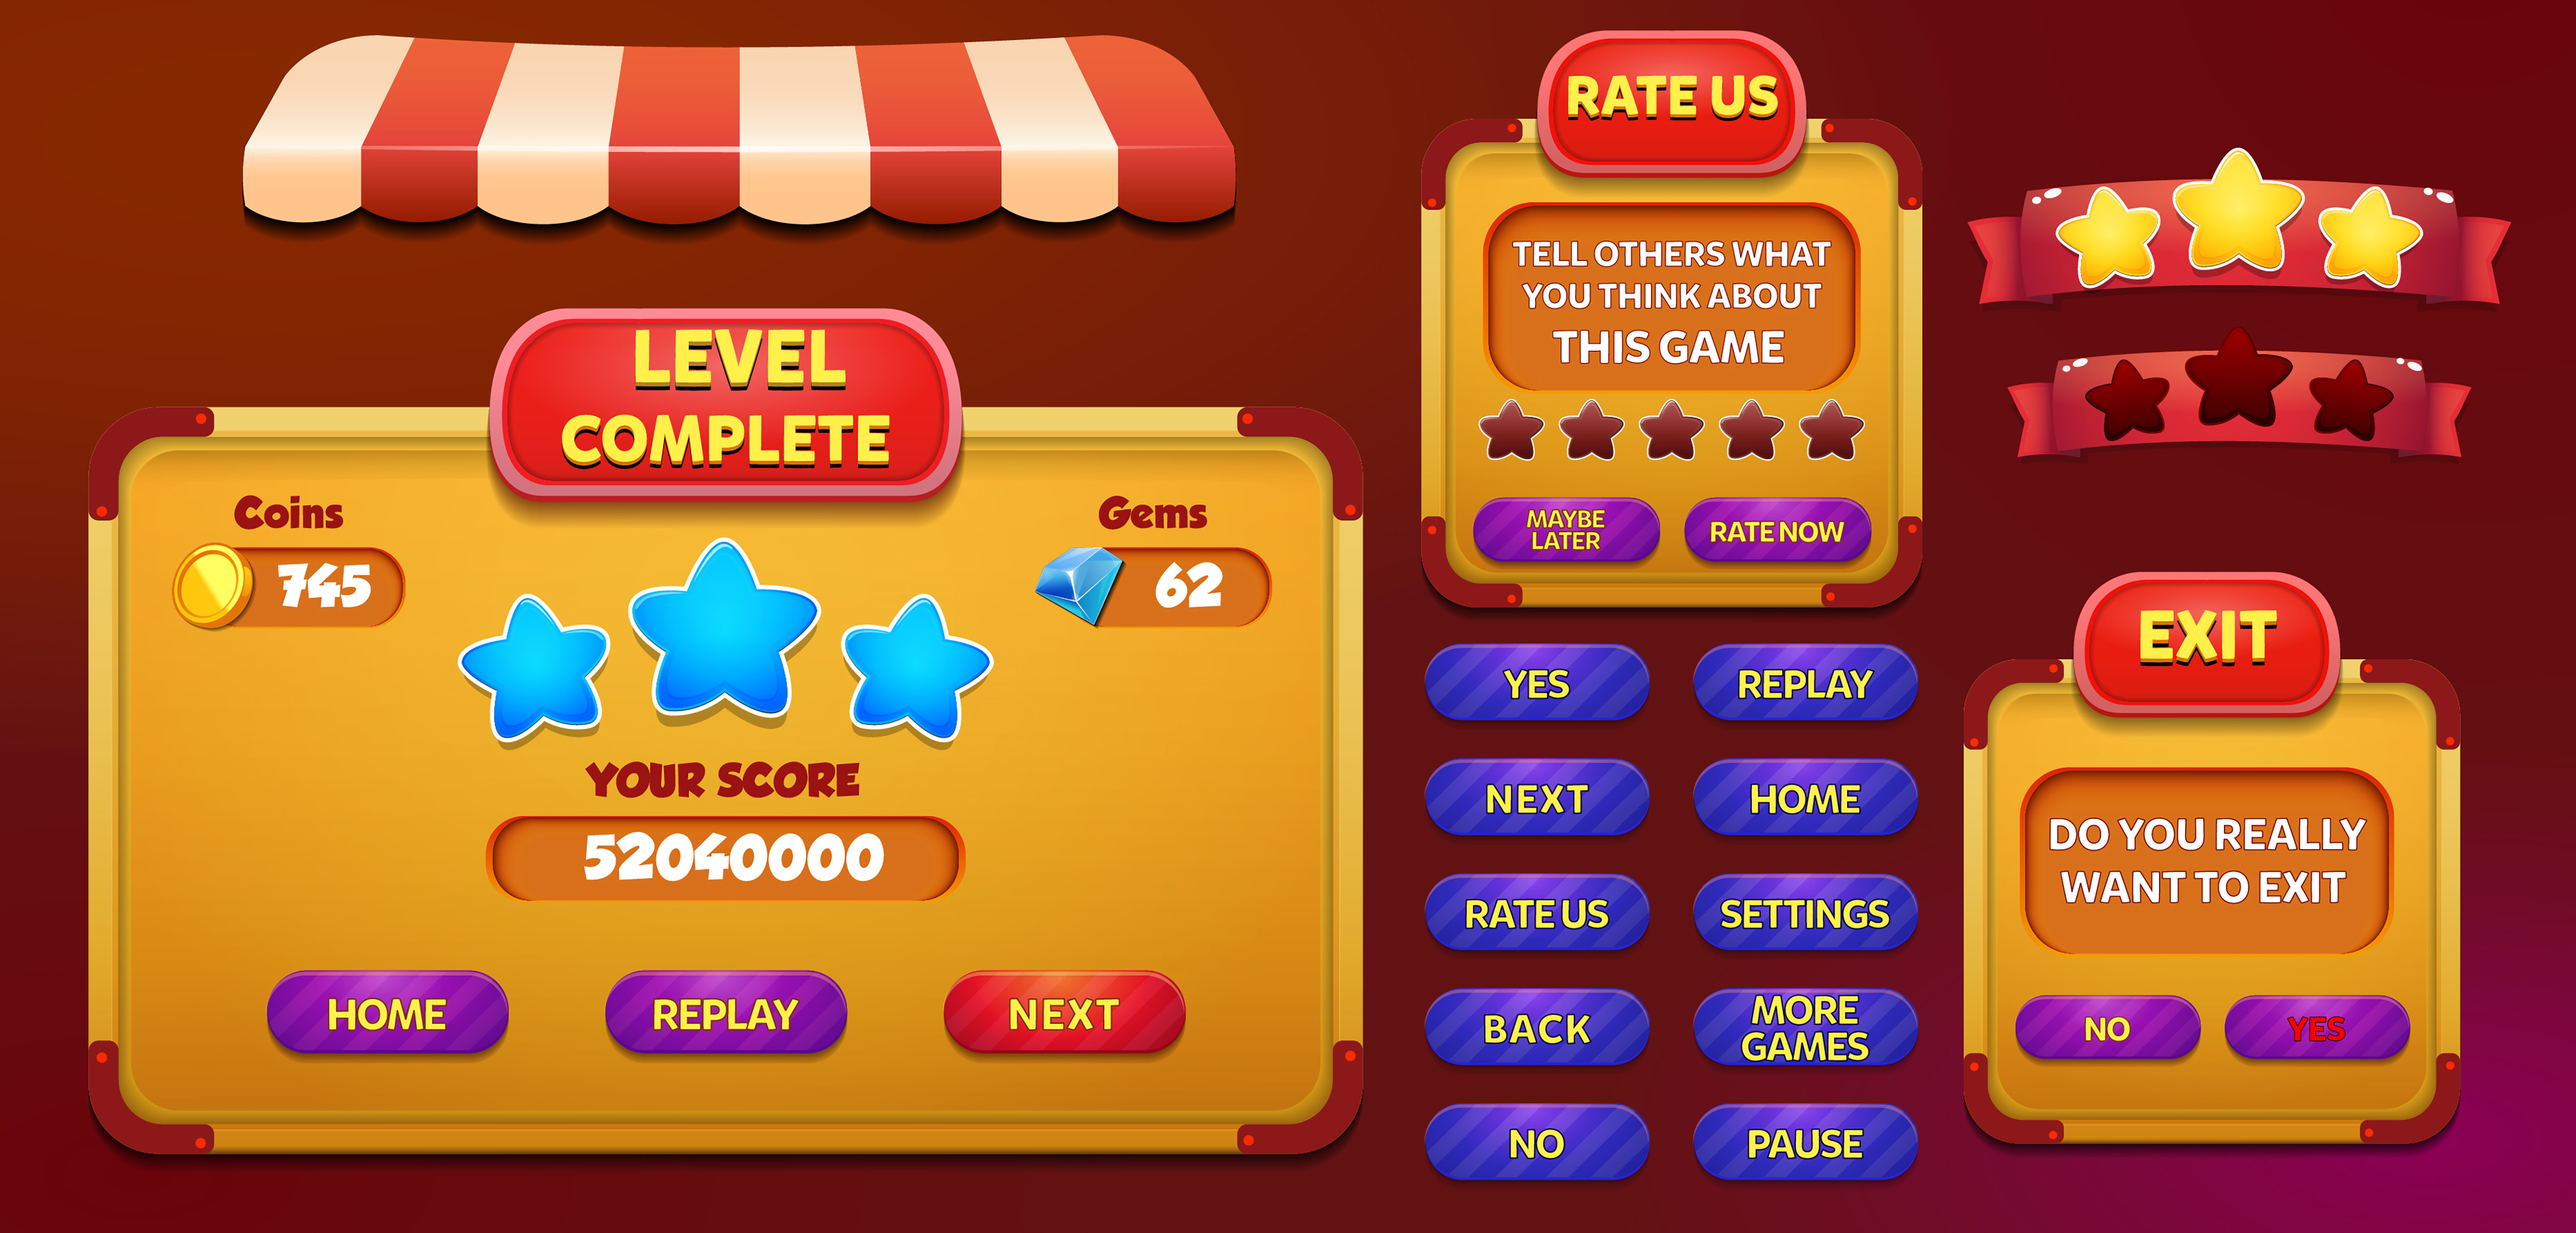 LEVEL
COMPLETE
Coins
745
Gems
62
YOUR SCORE
52040000
HOME
REPLAY
NEXT
RATE US
TELL OTHERS WHAT
YOU THINK ABOUT
THIS GAME
MAYBE
LATER
RATE NOW
YES
REPLAY
NEXT
HOME
RATE US
SETTINGS
BACK
MORE
GAMES
NO
PAUSE
EXIT
DO YOU REALLY
WANT TO EXIT
NO
YES